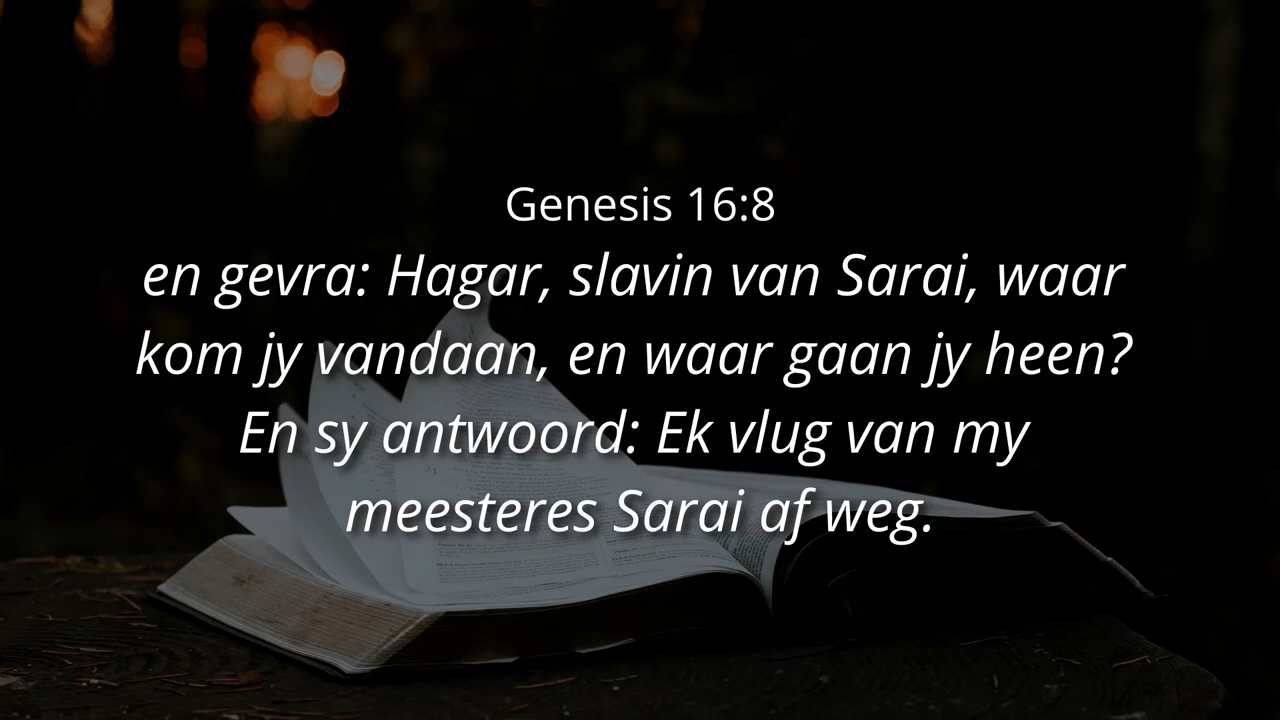 Genesis 16:8
en gevra: Hagar, slavin van Sarai, waar
kom jy vandaan, en waar gaan jy heen?
En sy antwoord: Ek vlug van my
meesteres Sarai af weg.